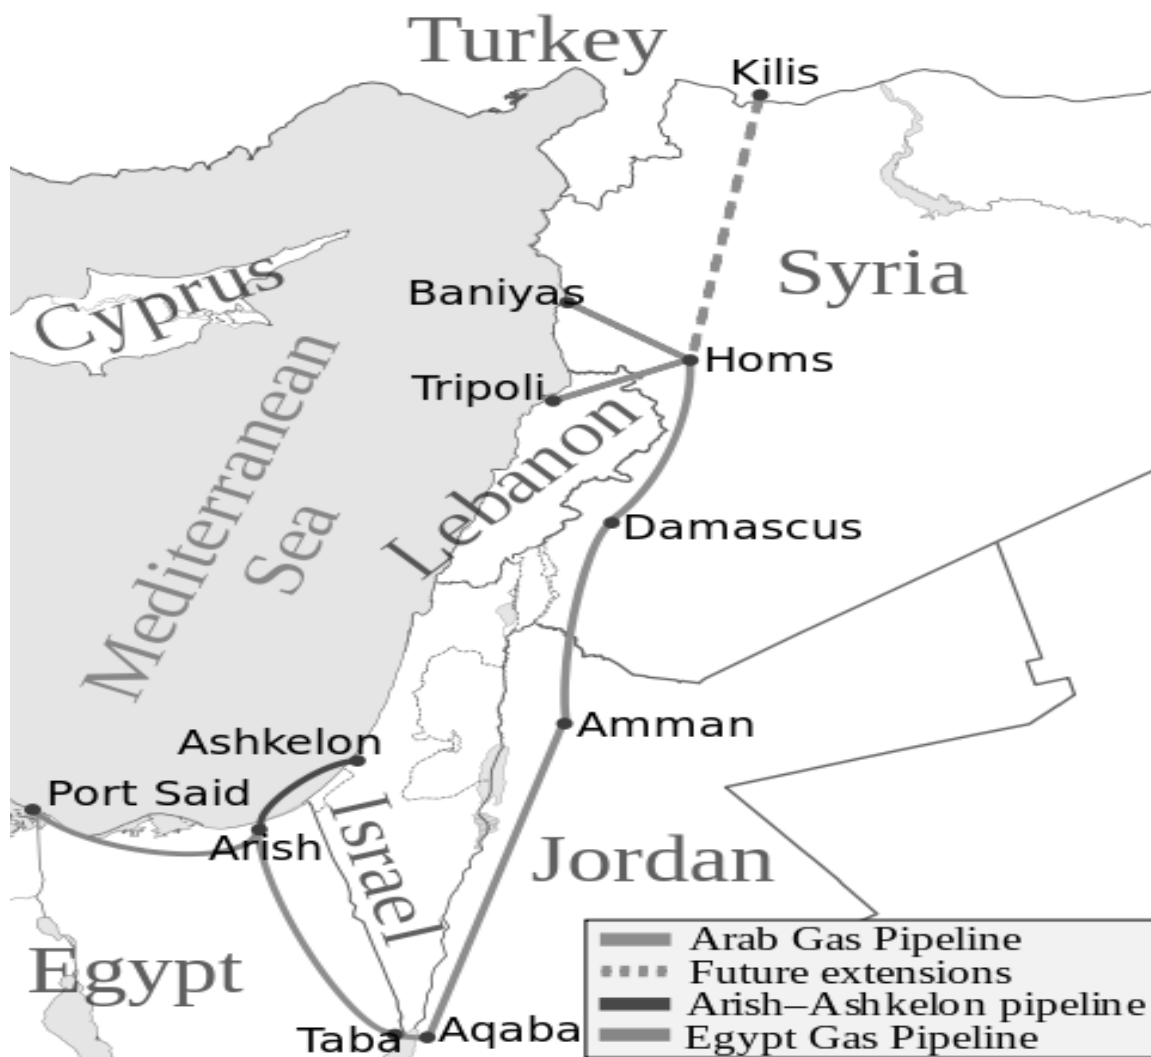 Turkey
Kilis
Syria
Cyprus
Baniyas
Homs
Tripoli
Mediterranean
Sea
Lebanon
Damascus
Amman
Ashkelon
Port Said
Arish
Israel
Jordan
Egypt
Taba
Aqaba
Arab Gas Pipeline
Future extensions
Arish–Ashkelon pipeline
Egypt Gas Pipeline